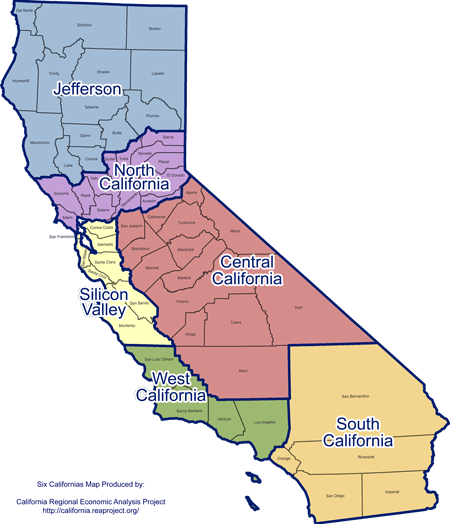 Del Norte
Siskiyou
Modoc
Humboldt
Trinity
Shasta
Lassen
Jefferson
Tehama
Plumas
Butte
Glenn
Mendocino
Lake
Colusa
Sierra
Nevada
Sutter
Yuba
Placer
Yolo
El Dorado
North
California
Sonoma
Napa
Solano
Amador
Marin
Alpine
San Francisco
Contra Costa
San Joaquin
Calaveras
Tuolumne
Mono
Alameda
Stanislaus
Mariposa
Santa Clara
Merced
Madera
Central
California
Silicon
Valley
San Benito
Fresno
Inyo
Monterey
Tulare
Kings
San Luis Obispo
Kern
West
California
Santa Barbara
Ventura
Los Angeles
San Bernardino
South
California
Orange
Riverside
San Diego
Imperial
Six Californias Map Produced by:
California Regional Economic Analysis Project
http://california.reaproject.org/